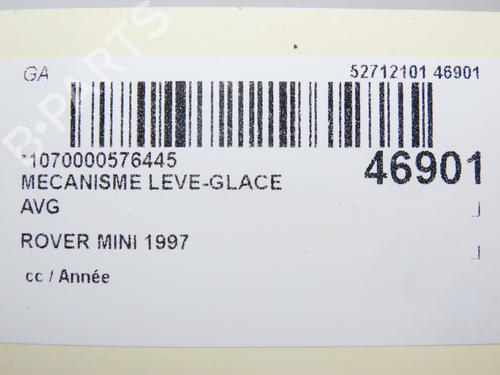 GA
52712101 46901
*1070000576445
46901
MECANISME LEVE-GLACE
AVG
ROVER MINI 1997
cc / Année
B-PARTS